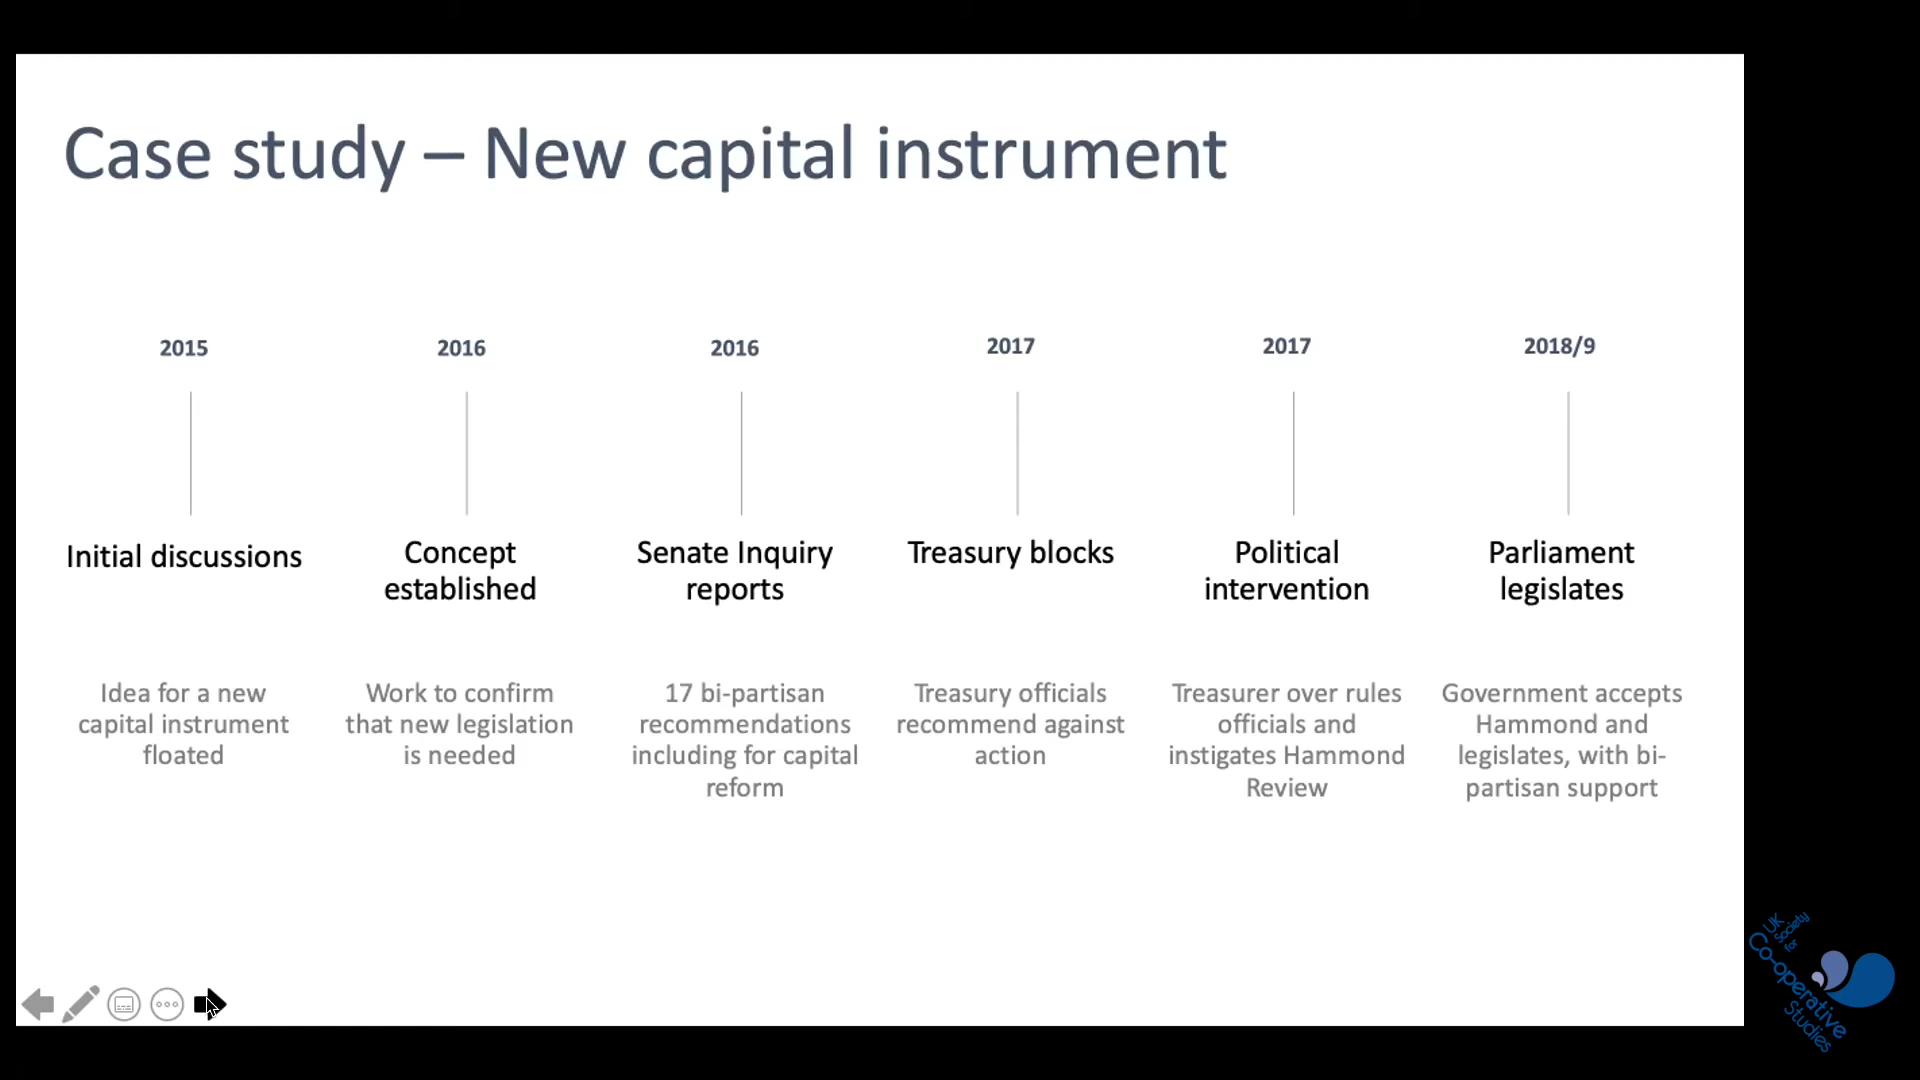 Case study – New capital instrument
2015
2016
2016
2017
2017
2018/9
Initial discussions
Concept
established
Senate Inquiry
reports
Treasury blocks
Political
intervention
Parliament
legislates
Idea for a new
capital instrument
floated
Work to confirm
that new legislation
is needed
17 bi-partisan
recommendations
including for capital
reform
Treasury officials
recommend against
action
Treasurer over rules
officials and
instigates Hammond
Review
Government accepts
Hammond and
legislates, with bi-
partisan support
UK
Society
for
Co-operative
Studies